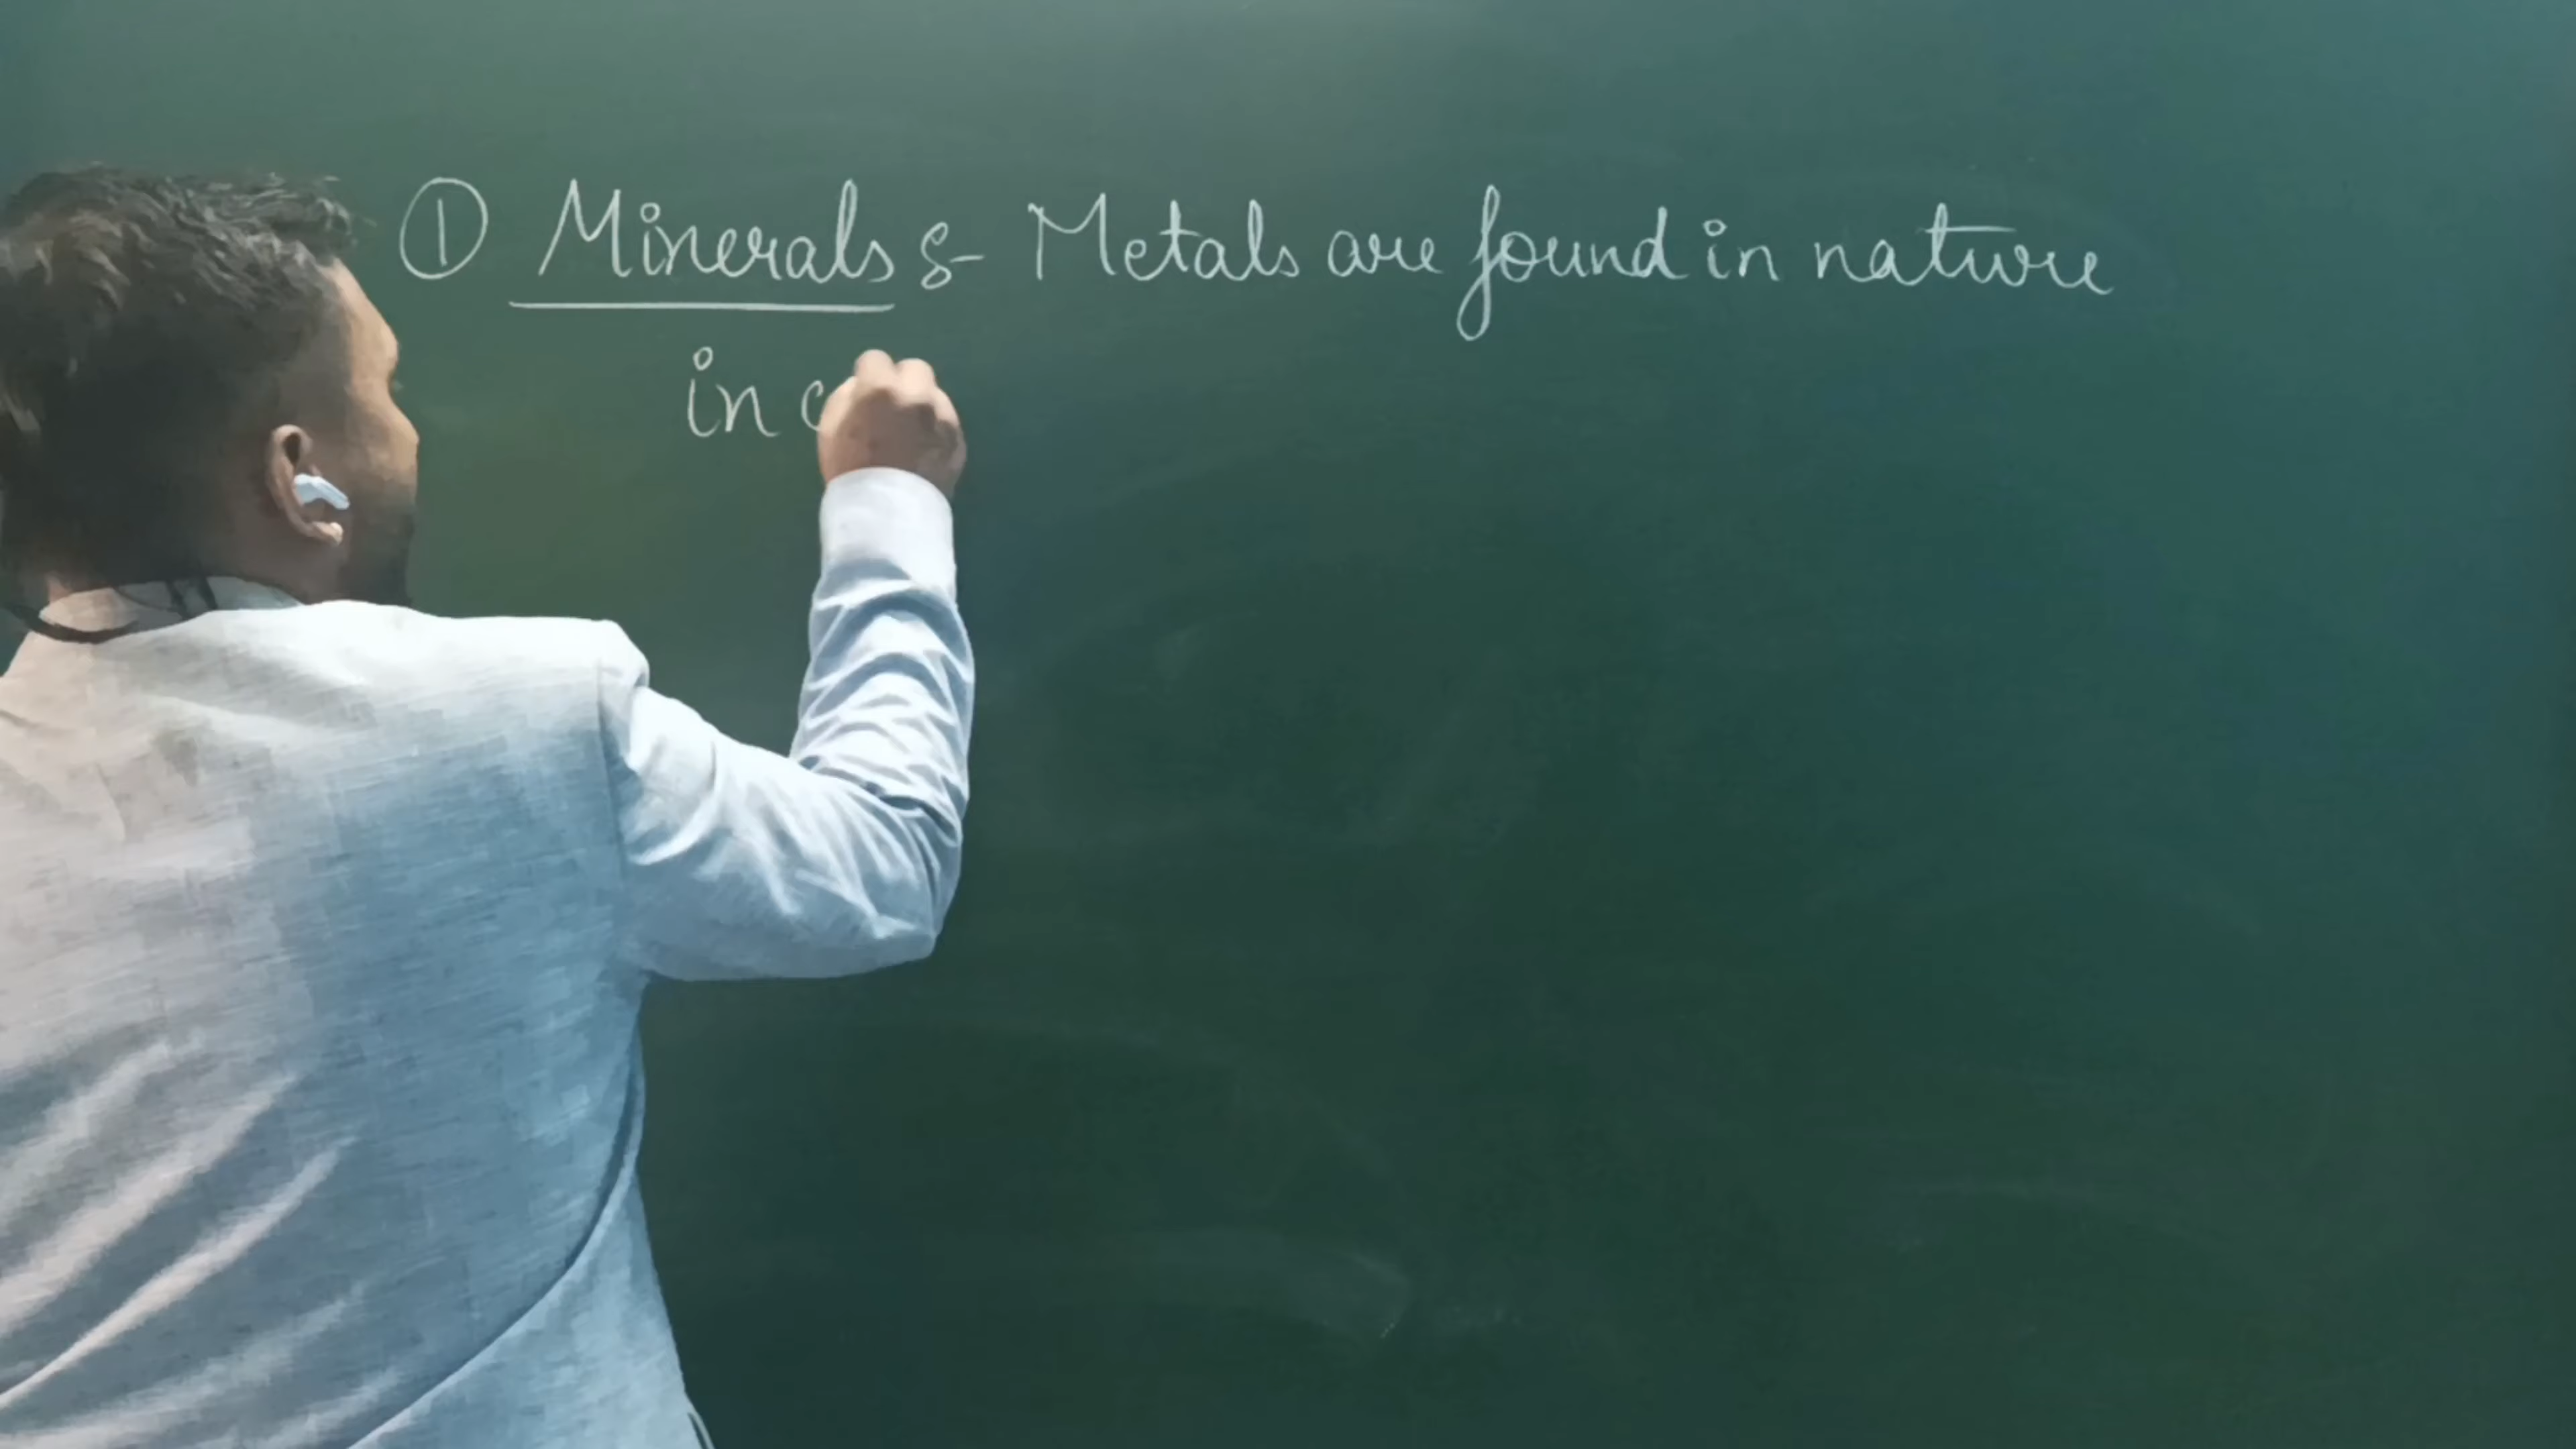 ① Minerals :- Metals are found in nature
in